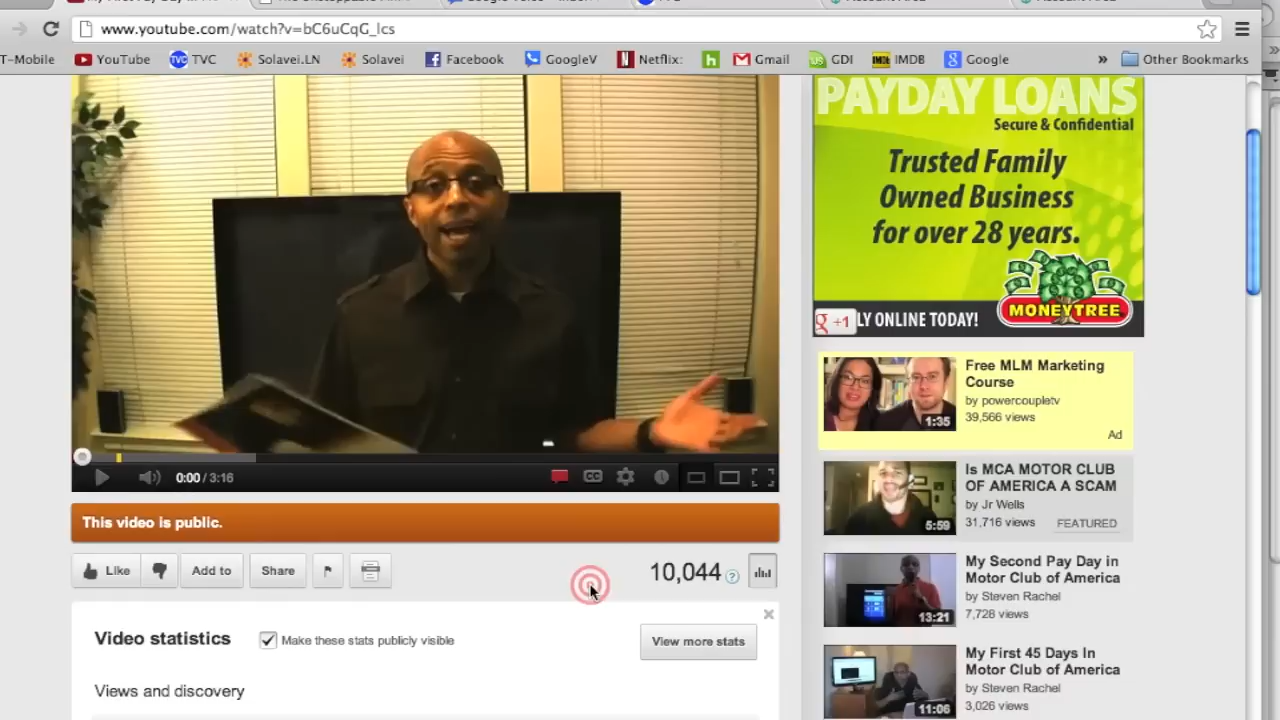 www.youtube.com/watch?v=bC6uCqG_lcs
T-Mobile YouTube TVC Solavei.LN Solavei Facebook GoogleV Netflix: Gmail GDI IMDB Google » Other Bookmarks
PAYDAY LOANS
Secure & Confidential
Trusted Family
Owned Business
for over 28 years.
MONEYTREE
+1 LY ONLINE TODAY!
0:00 / 3:16
This video is public.
Like Add to Share 10,044
Video statistics Make these stats publicly visible View more stats
Views and discovery
Free MLM Marketing
Course
by powercoupletv
39,566 views
1:35
Ad
Is MCA MOTOR CLUB
OF AMERICA A SCAM
by Jr Wells
31,716 views FEATURED
5:59
My Second Pay Day in
Motor Club of America
by Steven Rachel
7,728 views
13:21
My First 45 Days In
Motor Club of America
by Steven Rachel
3,026 views
11:06